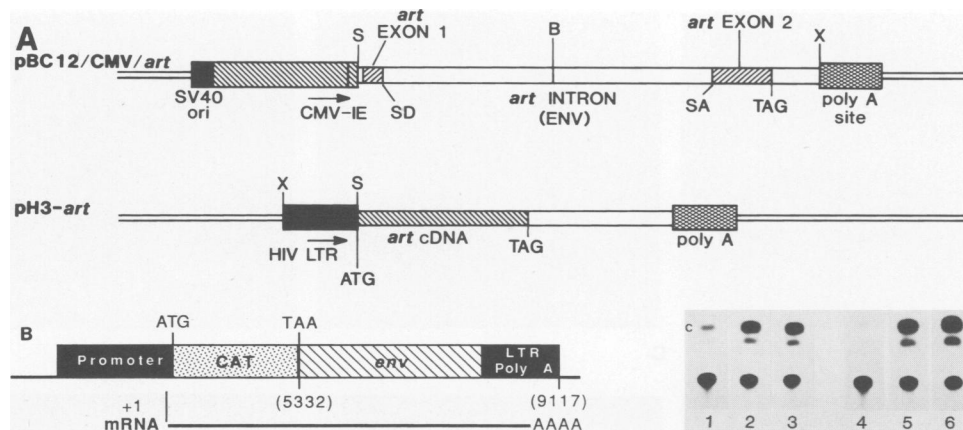 A
pBC12/CMV/art
S
art
EXON 1
B
art EXON 2
X
SV40
ori
CMV-IE
SD
art INTRON
(ENV)
SA
TAG
poly A
site
pH3-art
X
S
HIV LTR
art cDNA
TAG
poly A
ATG
B
ATG
TAA
Promoter
CAT
env
LTR
Poly A
(5332)
(9117)
+1
mRNA
AAAA
c
1 2 3 4 5 6